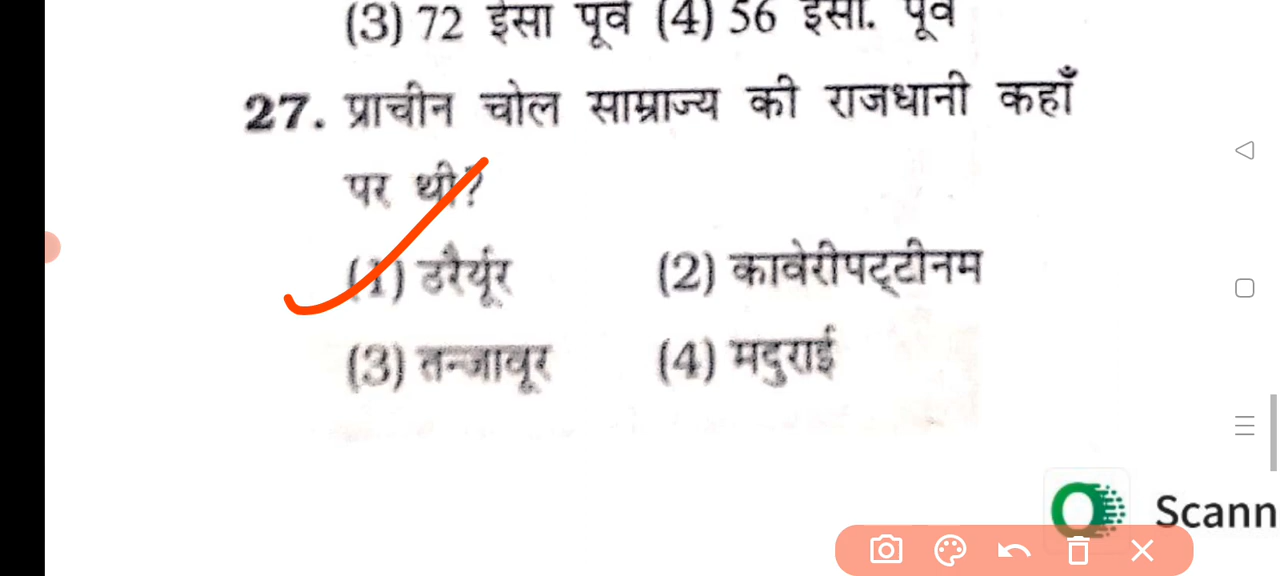 (3) 72 ईसा पूर्व (4) 56 ईसा. पूर्व
27. प्राचीन चोल साम्राज्य की राजधानी कहाँ
पर थी?
(1) उरैयूर (2) कावेरीपट्टीनम
(3) तन्जावूर (4) मदुराई
Scann